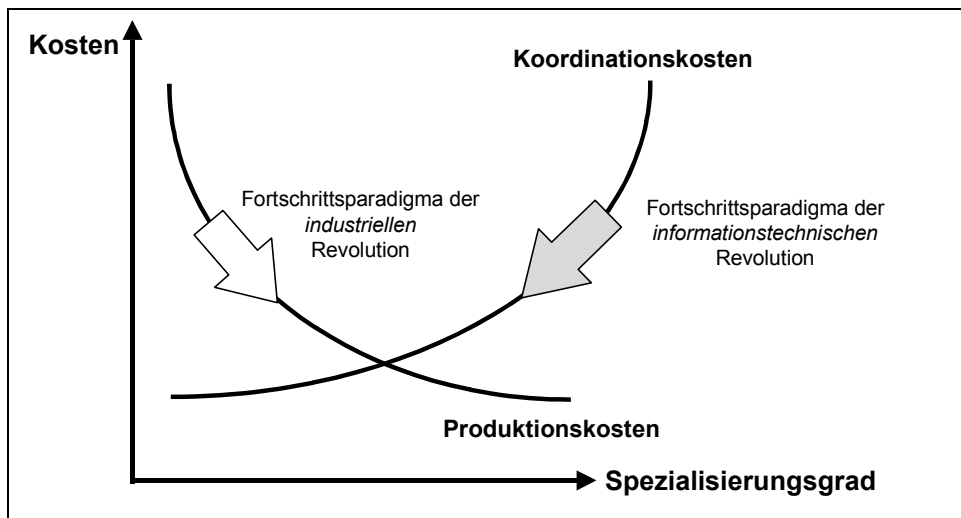 Kosten
Koordinationskosten
Fortschrittsparadigma der
industriellen
Revolution
Fortschrittsparadigma der
informationstechnischen
Revolution
Produktionskosten
Spezialisierungsgrad